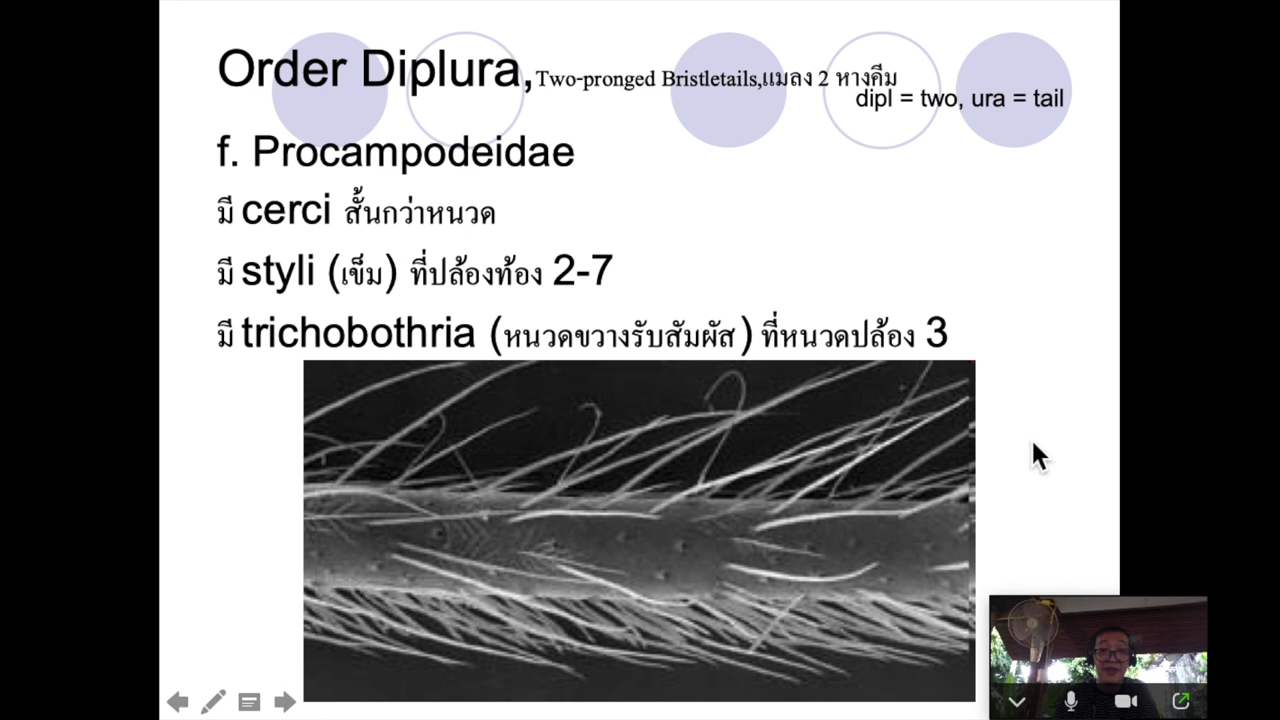 Order Diplura,Two-pronged Bristletails,แมลง 2 หางคีม
dipl = two, ura = tail
f. Procampodeidae
มี cerci สั้นกว่าหนวด
มี styli (เข็ม) ที่ปล้องท้อง 2-7
มี trichobothria (หนวดขวางรับสัมผัส) ที่หนวดปล้อง 3